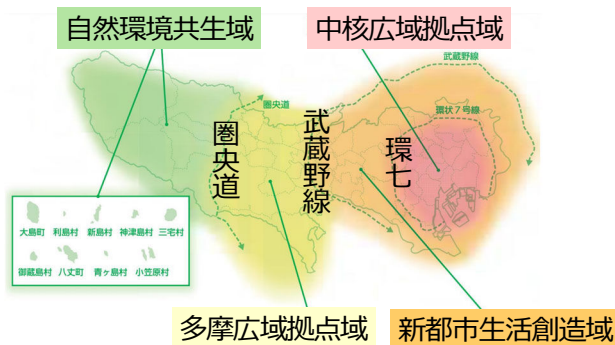 自然環境共生域
中核広域拠点域
武蔵野線
圏央道
環状7号線
圏央道
武蔵野線
環七
大島町 利島村 新島村 神津島村 三宅村
御蔵島村 八丈町 青ヶ島村 小笠原村
多摩広域拠点域
新都市生活創造域